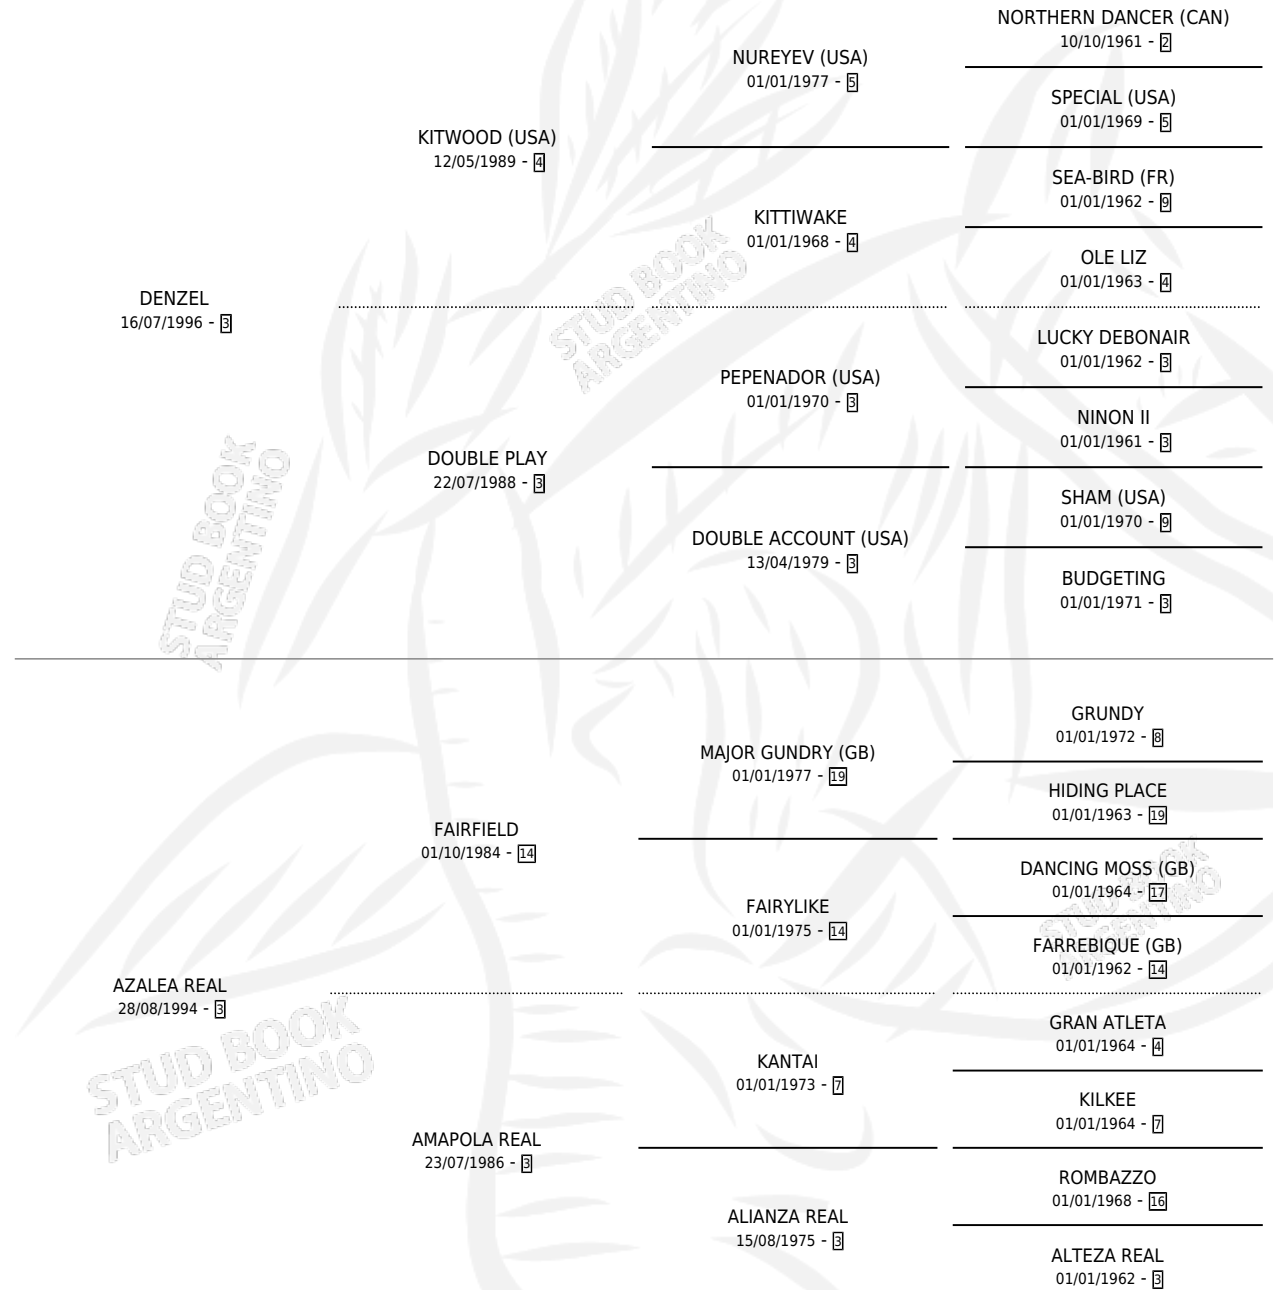 NORTHERN DANCER (CAN)
10/10/1961 - 2
NUREYEV (USA)
01/01/1977 - 5
SPECIAL (USA)
01/01/1969 - 5
KITWOOD (USA)
12/05/1989 - 4
SEA-BIRD (FR)
01/01/1962 - 9
KITTIWAKE
01/01/1968 - 4
OLE LIZ
01/01/1963 - 4
DENZEL
16/07/1996 - 3
LUCKY DEBONAIR
01/01/1962 - 3
PEPENADOR (USA)
01/01/1970 - 3
NINON II
01/01/1961 - 3
DOUBLE PLAY
22/07/1988 - 3
SHAM (USA)
01/01/1970 - 9
DOUBLE ACCOUNT (USA)
13/04/1979 - 3
BUDGETING
01/01/1971 - 3
GRUNDY
01/01/1972 - 8
MAJOR GUNDRY (GB)
01/01/1977 - 19
HIDING PLACE
01/01/1963 - 19
FAIRFIELD
01/10/1984 - 14
DANCING MOSS (GB)
01/01/1964 - 17
FAIRYLIKE
01/01/1975 - 14
FARREBIQUE (GB)
01/01/1962 - 14
AZALEA REAL
28/08/1994 - 3
GRAN ATLETA
01/01/1964 - 4
KANTAI
01/01/1973 - 7
KILKEE
01/01/1964 - 7
AMAPOLA REAL
23/07/1986 - 3
ROMBAZZO
01/01/1968 - 16
ALIANZA REAL
15/08/1975 - 3
ALTEZA REAL
01/01/1962 - 3
STUD BOOK
ARGENTINO
STUD BOOK
ARGENTINO
STUD BOOK
ARGENTINO
STUD BOOK
ARGENTINO